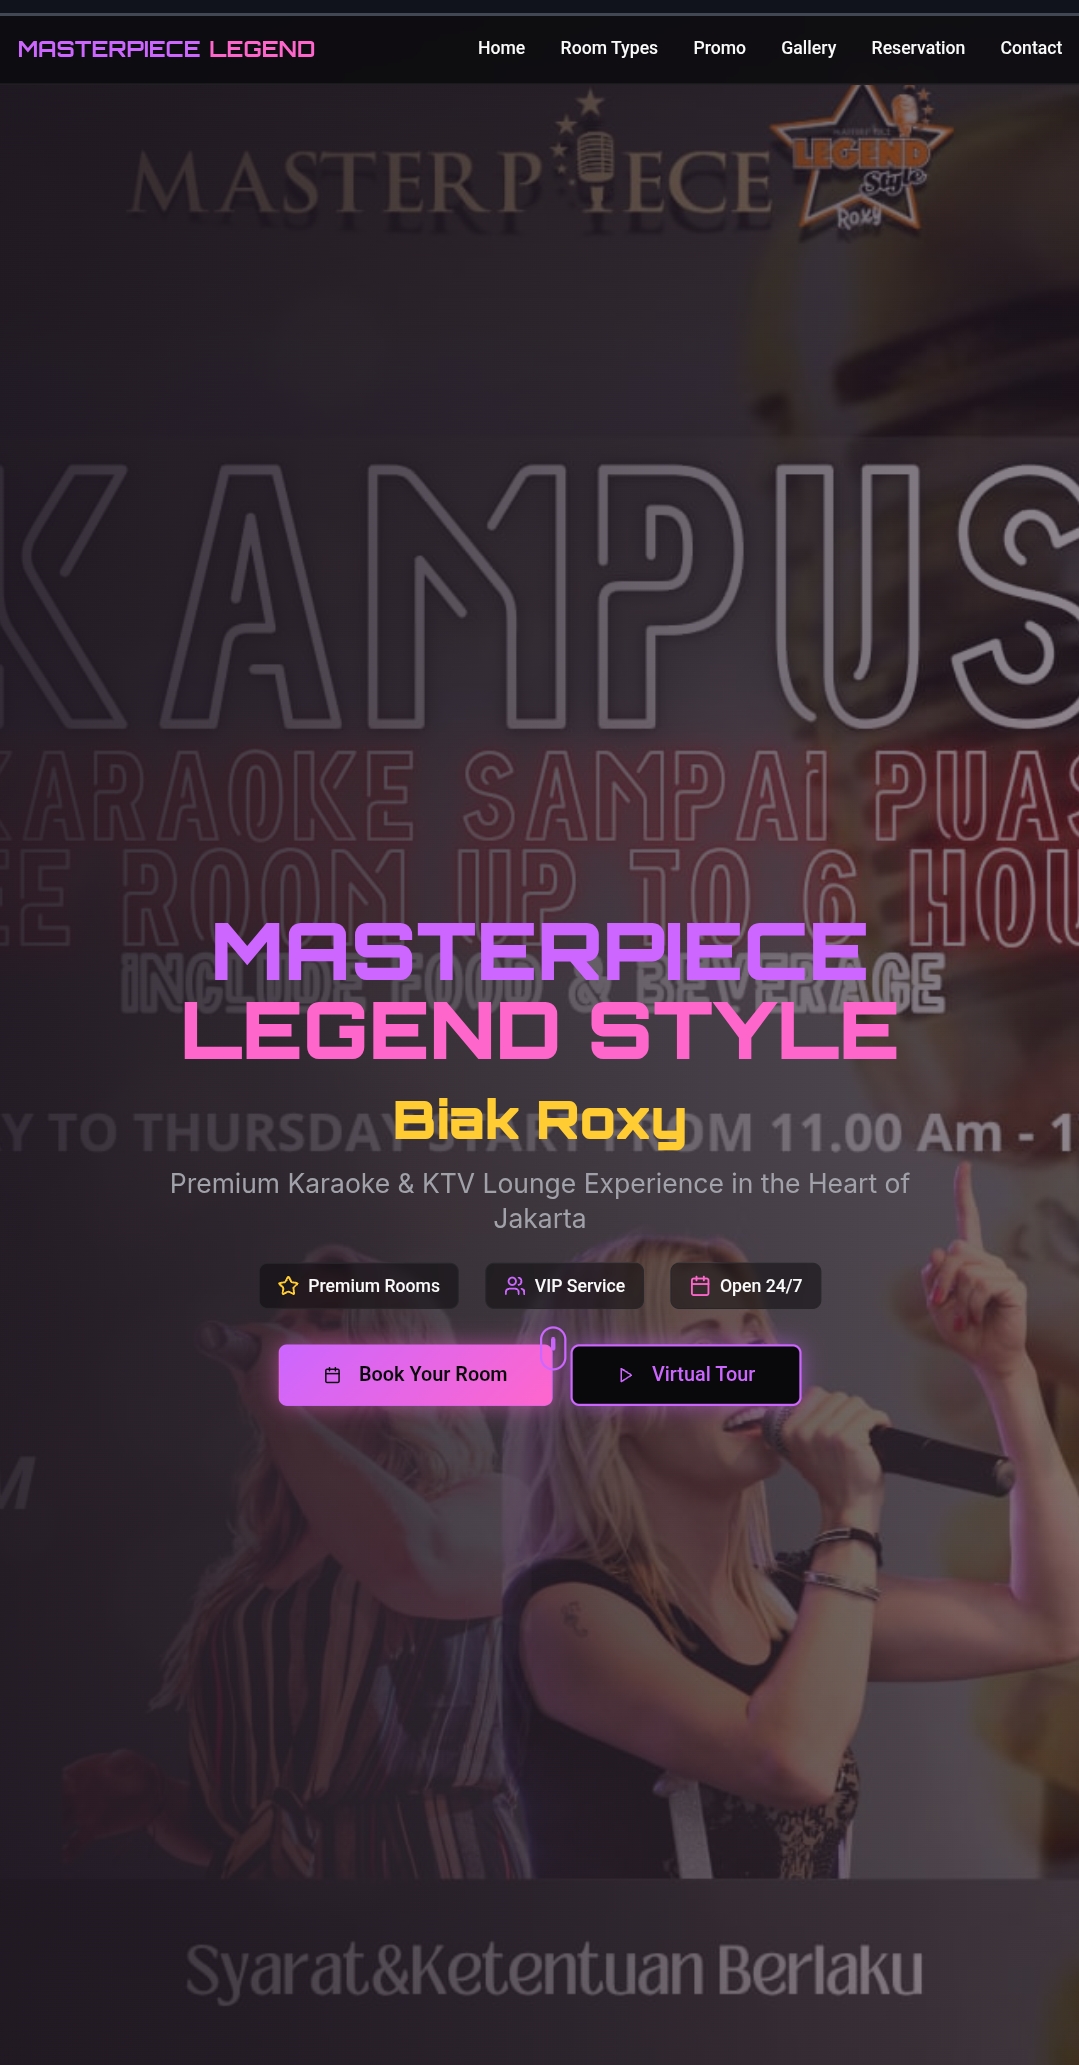 MASTERPIECE LEGEND
Home Room Types Promo Gallery Reservation Contact
MASTERPIECE
LEGEND
Style
Roxy
KAMPUS
KARAOKE SAMPAI PUAS
ROOM UP TO 6 HOU
INCLUDE FOOD & BEVERAGE
MASTERPIECE
LEGEND STYLE
Biak Roxy
Y TO THURSDAY START FROM 11.00 Am - 1
Premium Karaoke & KTV Lounge Experience in the Heart of
Jakarta
Premium Rooms VIP Service Open 24/7
Book Your Room Virtual Tour
M
Syarat&Ketentuan Berlaku